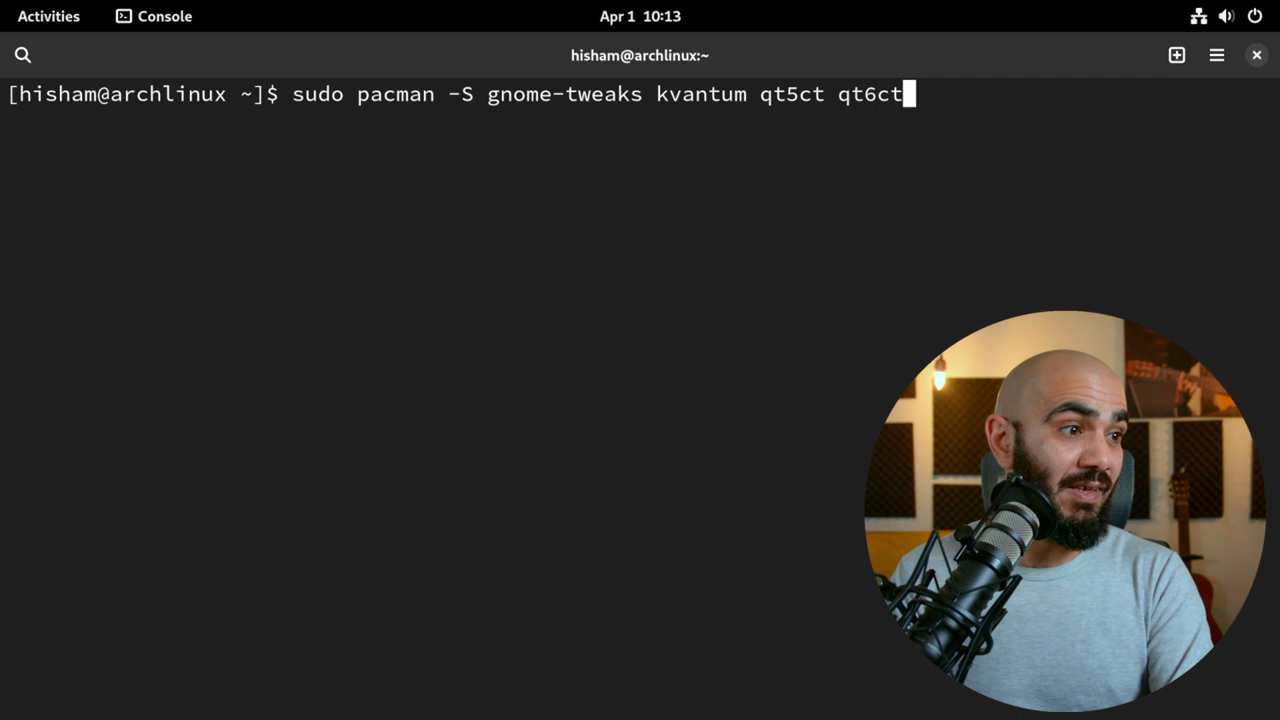 Activities Console Apr 1 10:13
hisham@archlinux:~
[hisham@archlinux ~]$ sudo pacman -S gnome-tweaks kvantum qt5ct qt6ct